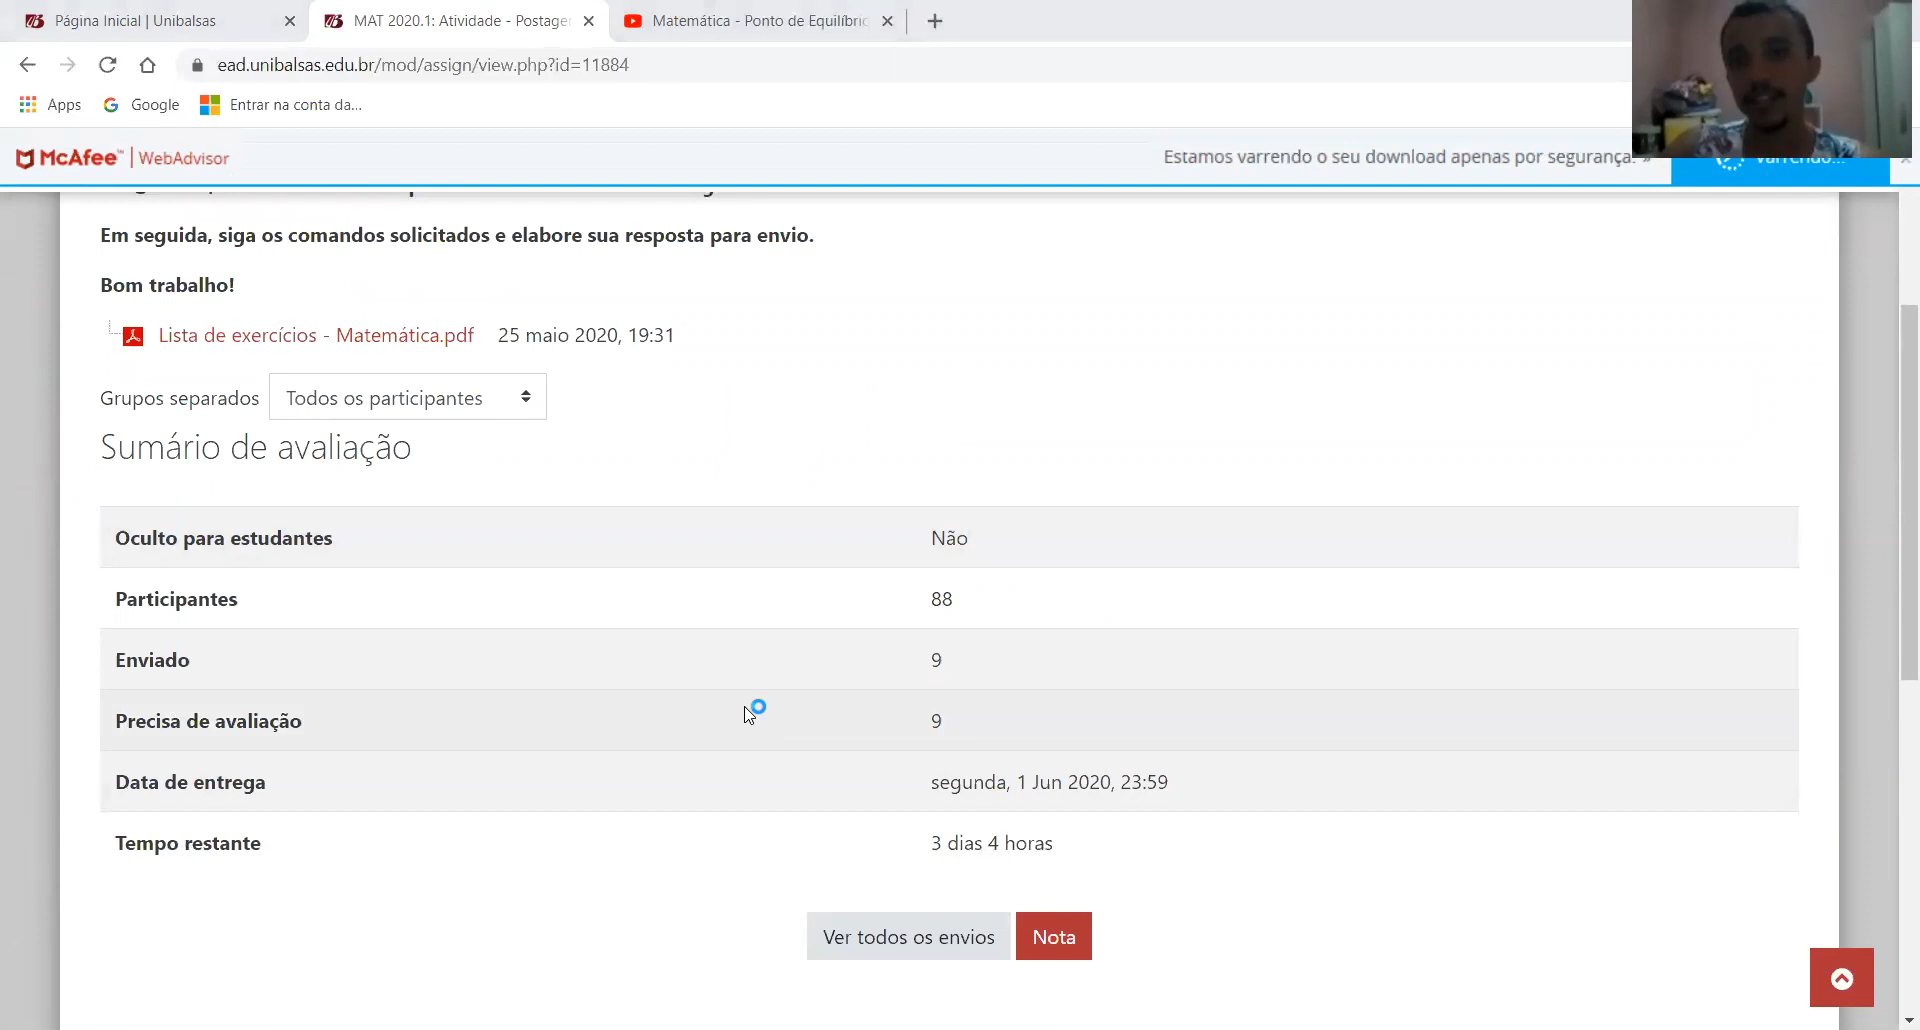 Página Inicial | Unibalsas
MAT 2020.1: Atividade - Postage
Matemática - Ponto de Equilíbri
ead.unibalsas.edu.br/mod/assign/view.php?id=11884
Apps
Google
Entrar na conta da...
McAfee™ | WebAdvisor
Estamos varrendo o seu download apenas por segurança. »
Varrendo...
Em seguida, siga os comandos solicitados e elabore sua resposta para envio.
Bom trabalho!
Lista de exercícios - Matemática.pdf 25 maio 2020, 19:31
Grupos separados Todos os participantes
Sumário de avaliação
Oculto para estudantes Não
Participantes 88
Enviado 9
Precisa de avaliação 9
Data de entrega segunda, 1 Jun 2020, 23:59
Tempo restante 3 dias 4 horas
Ver todos os envios Nota